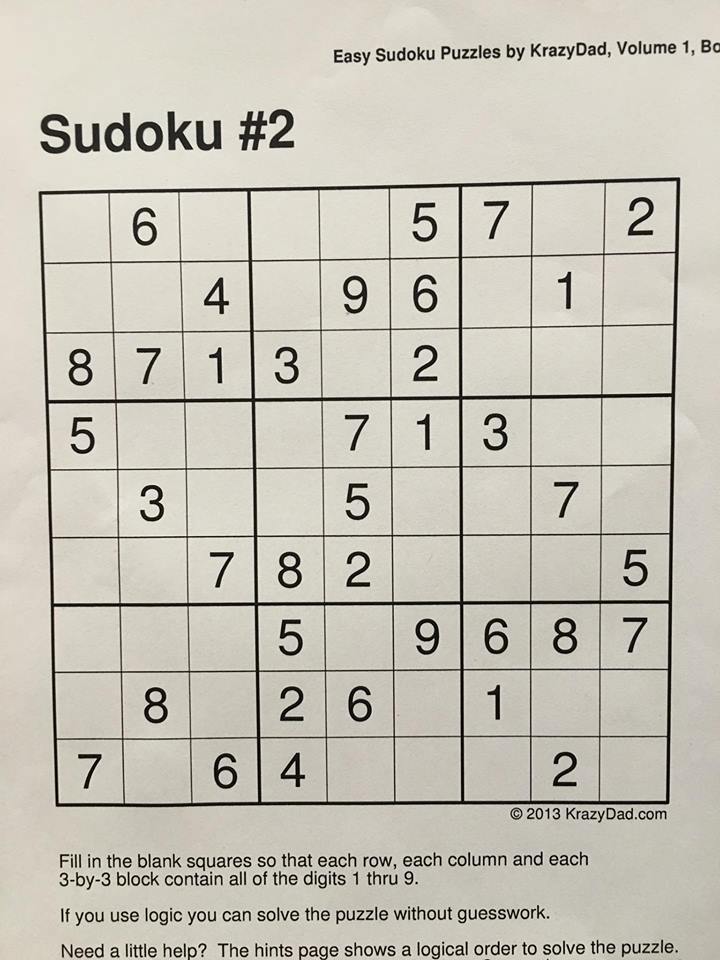 Easy Sudoku Puzzles by KrazyDad, Volume 1,
Sudoku #2
6 5 7 2
4 9 6 1
8 7 1 3 2
5 7 1 3
3 5 7
7 8 2 5
5 9 6 8 7
8 2 6 1
7 6 4 2
© 2013 KrazyDad.com
Fill in the blank squares so that each row, each column and each
3-by-3 block contain all of the digits 1 thru 9.
If you use logic you can solve the puzzle without guesswork.
Need a little help? The hints page shows a logical order to solve the puzzle.